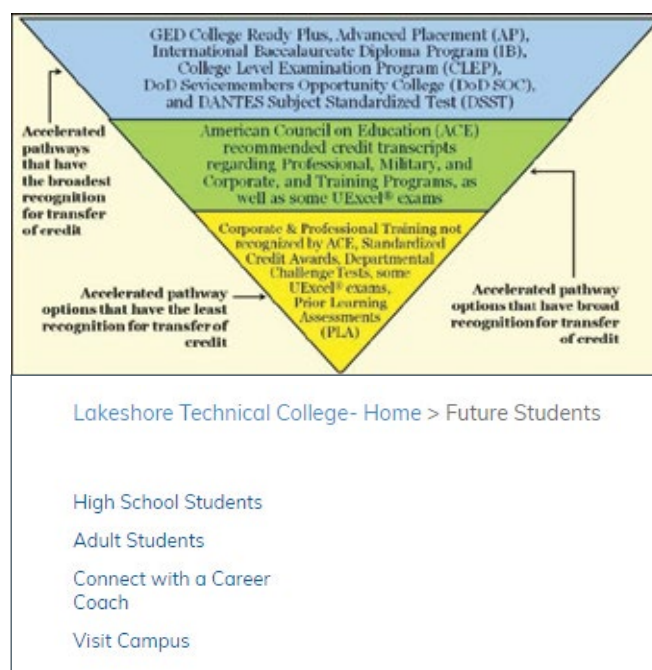 GED College Ready Plus, Advanced Placement (AP),
International Baccalaureate Diploma Program (IB),
College Level Examination Program (CLEP),
DoD Sevicemembers Opportunity College (DoD SOC),
and DANTES Subject Standardized Test (DSST)
Accelerated
pathways
that have
the broadest
recognition
for transfer
of credit
American Council on Education (ACE)
recommended credit transcripts
regarding Professional, Military, and
Corporate, and Training Programs, as
well as some UExcel® exams
Corporate & Professional Training not
recognized by ACE, Standardized
Credit Awards, Departmental
Challenge Tests, some
UExcel® exams,
Prior Learning
Assessments
(PLA)
Accelerated pathway
options that have the least
recognition for transfer of
credit
Accelerated pathway
options that have broad
recognition for transfer
of credit
Lakeshore Technical College- Home > Future Students
High School Students
Adult Students
Connect with a Career
Coach
Visit Campus